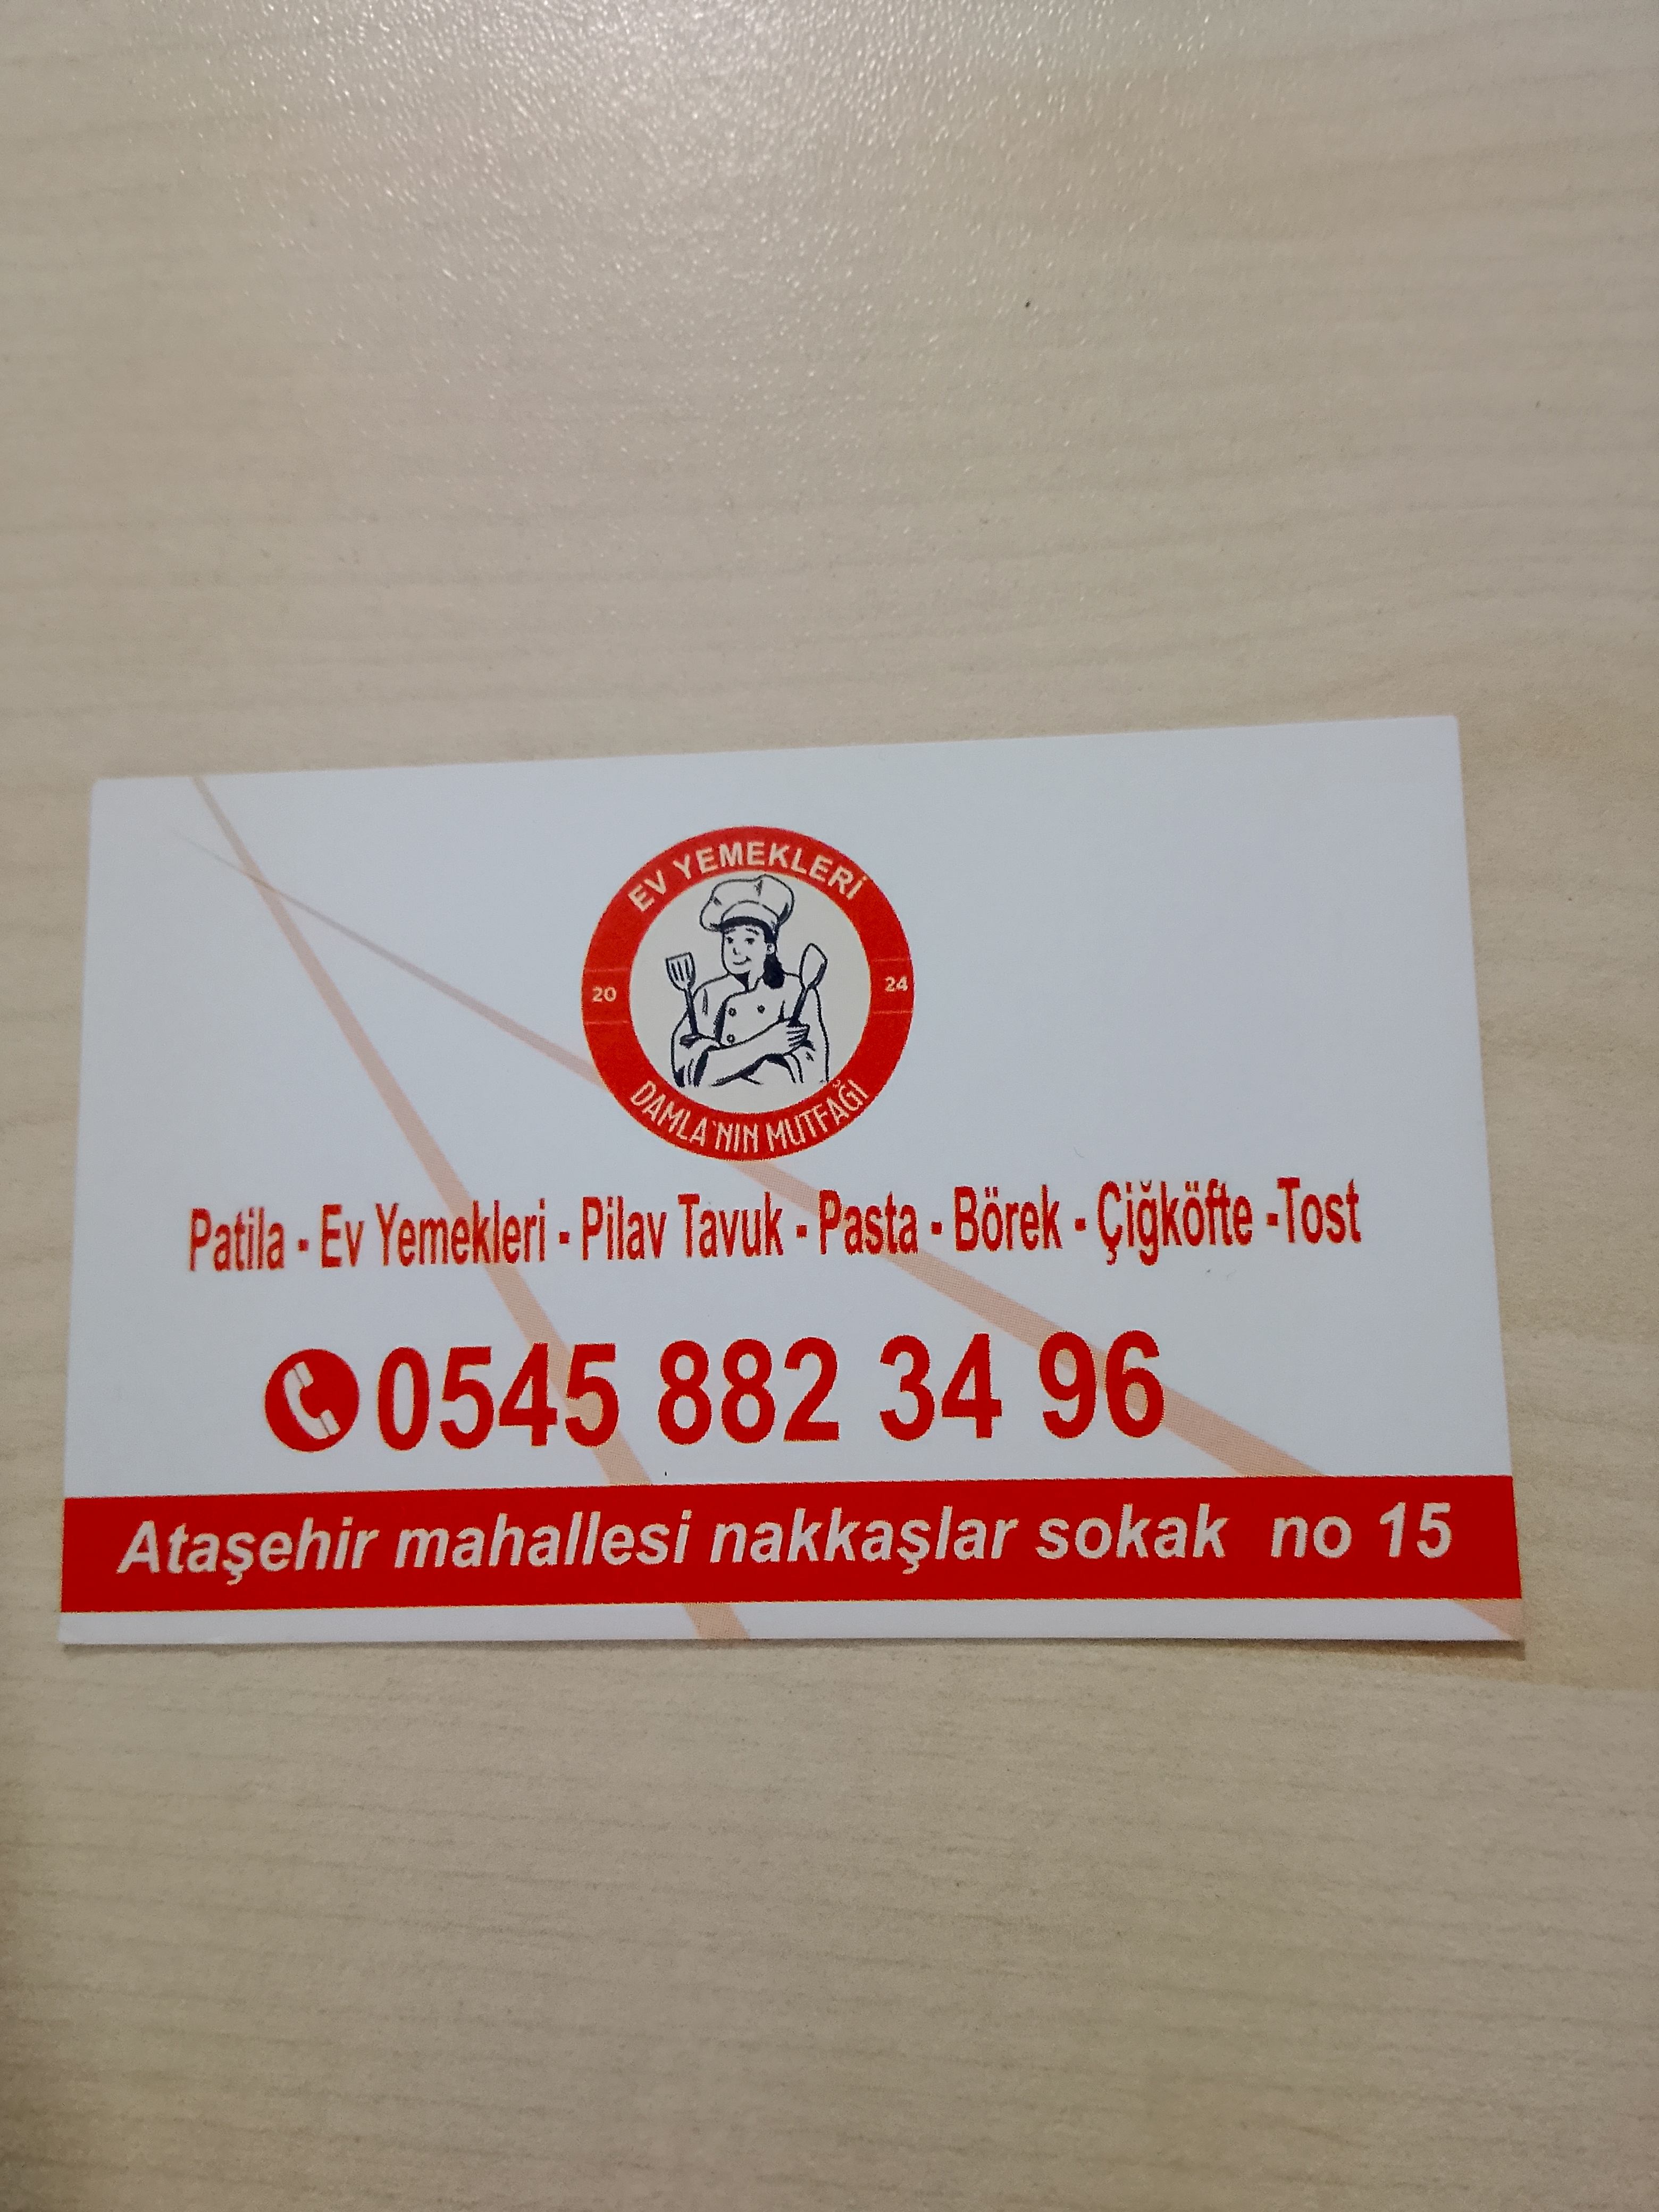 EV YEMEKLERİ
20 24
DAMLA'NIN MUTFAĞI
Patila - Ev Yemekleri - Pilav Tavuk - Pasta - Börek - Çiğköfte -Tost
0545 882 34 96
Ataşehir mahallesi nakkaşlar sokak no 15